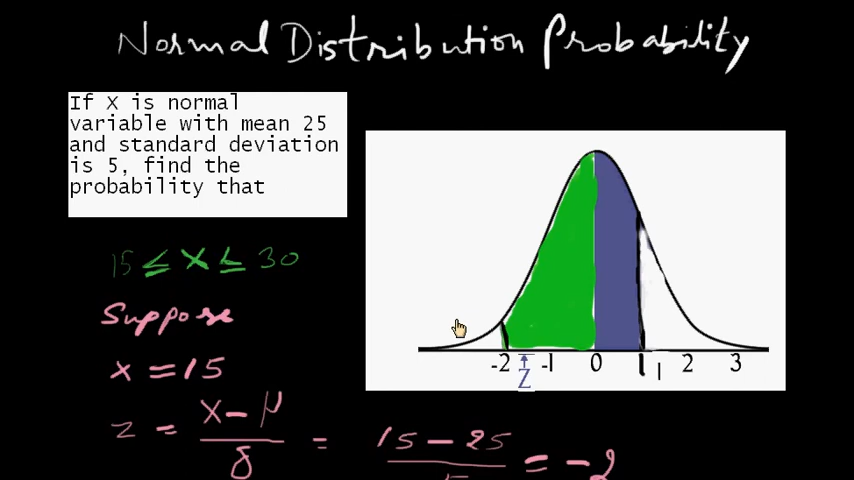 Normal Distribution Probability
If X is normal
variable with mean 25
and standard deviation
is 5, find the
probability that
15 ≤ X ≤ 30
Suppose
x = 15
z = X - μ / δ = 15 - 25 / 5 = -2
-2 -1 0 1 | 2 3
Z